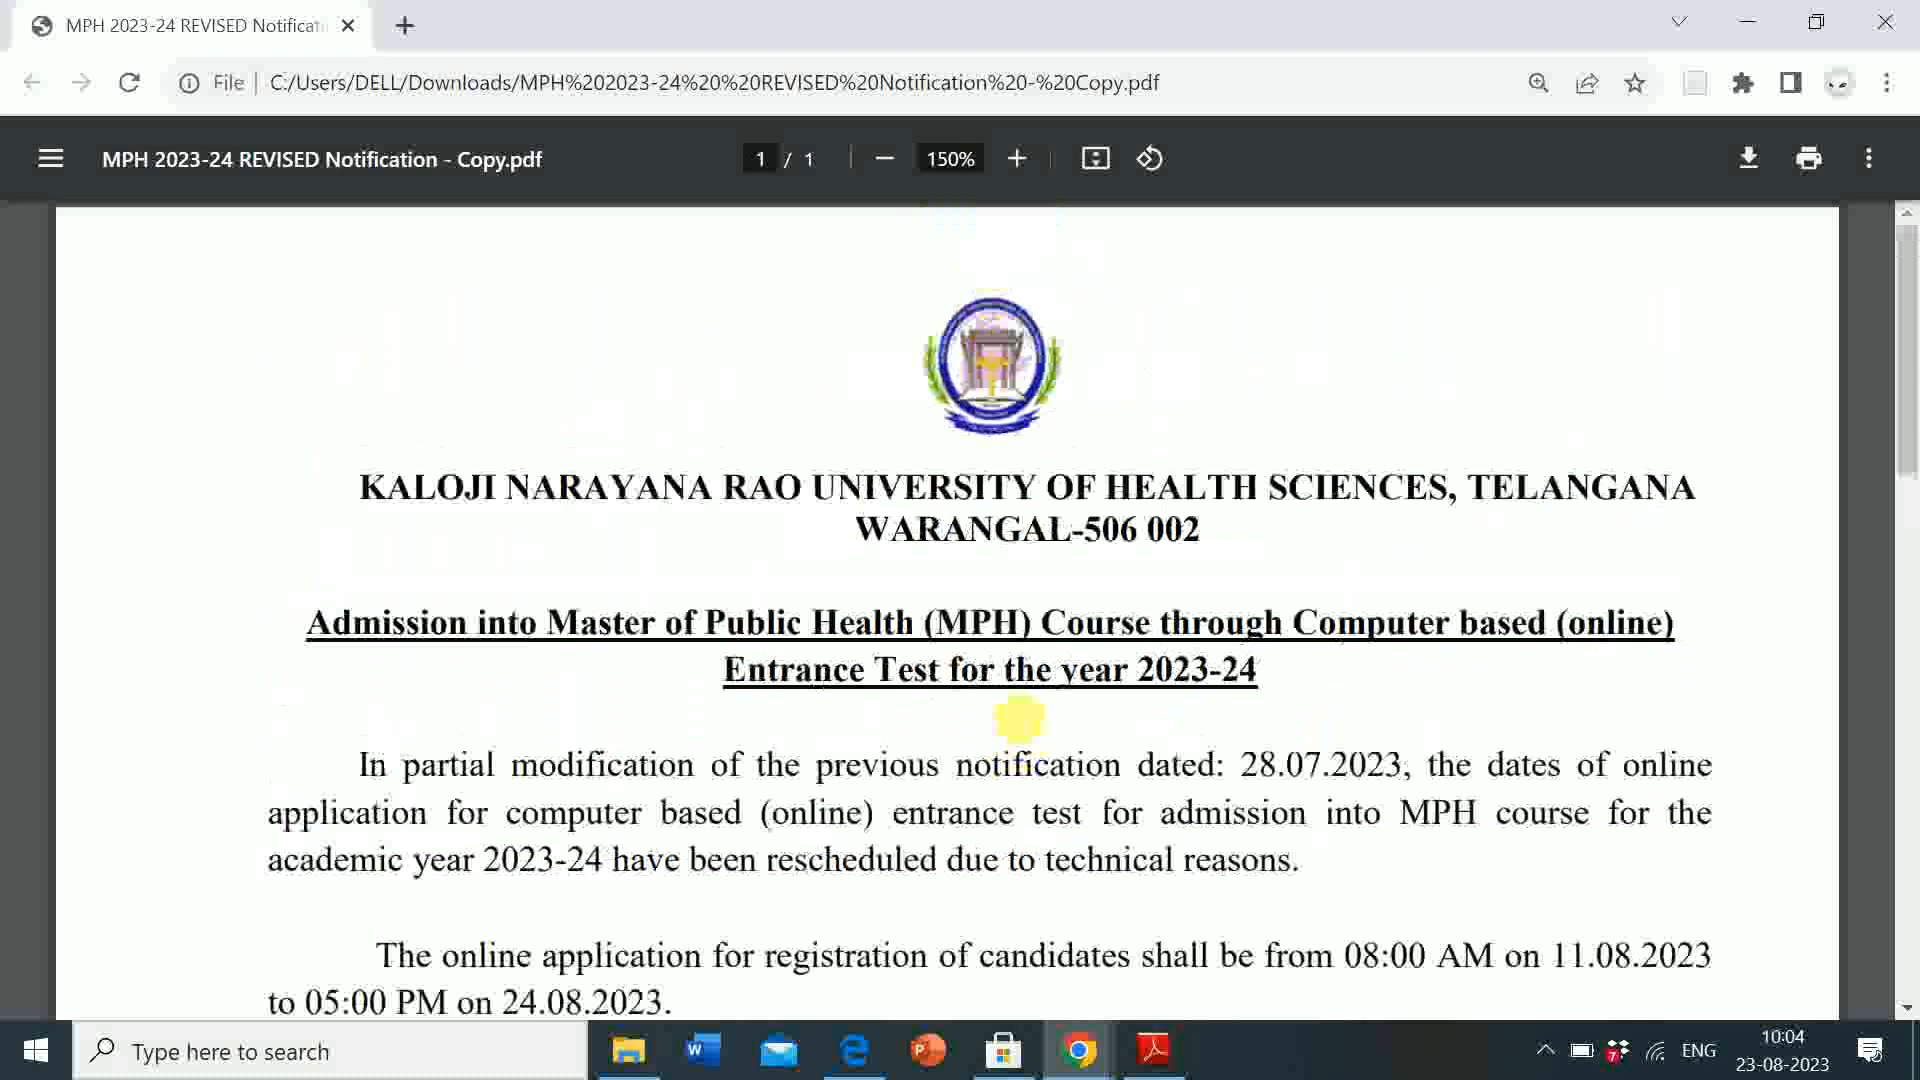 MPH 2023-24 REVISED Notificat
File
C:/Users/DELL/Downloads/MPH%202023-24%20%20REVISED%20Notification%20-%20Copy.pdf
MPH 2023-24 REVISED Notification - Copy.pdf
1 / 1
150%
KALOJI NARAYANA RAO UNIVERSITY OF HEALTH SCIENCES, TELANGANA
WARANGAL-506 002
Admission into Master of Public Health (MPH) Course through Computer based (online)
Entrance Test for the year 2023-24
In partial modification of the previous notification dated: 28.07.2023, the dates of online
application for computer based (online) entrance test for admission into MPH course for the
academic year 2023-24 have been rescheduled due to technical reasons.
The online application for registration of candidates shall be from 08:00 AM on 11.08.2023
to 05:00 PM on 24.08.2023.
Type here to search
W
P
7
ENG
10:04
23-08-2023